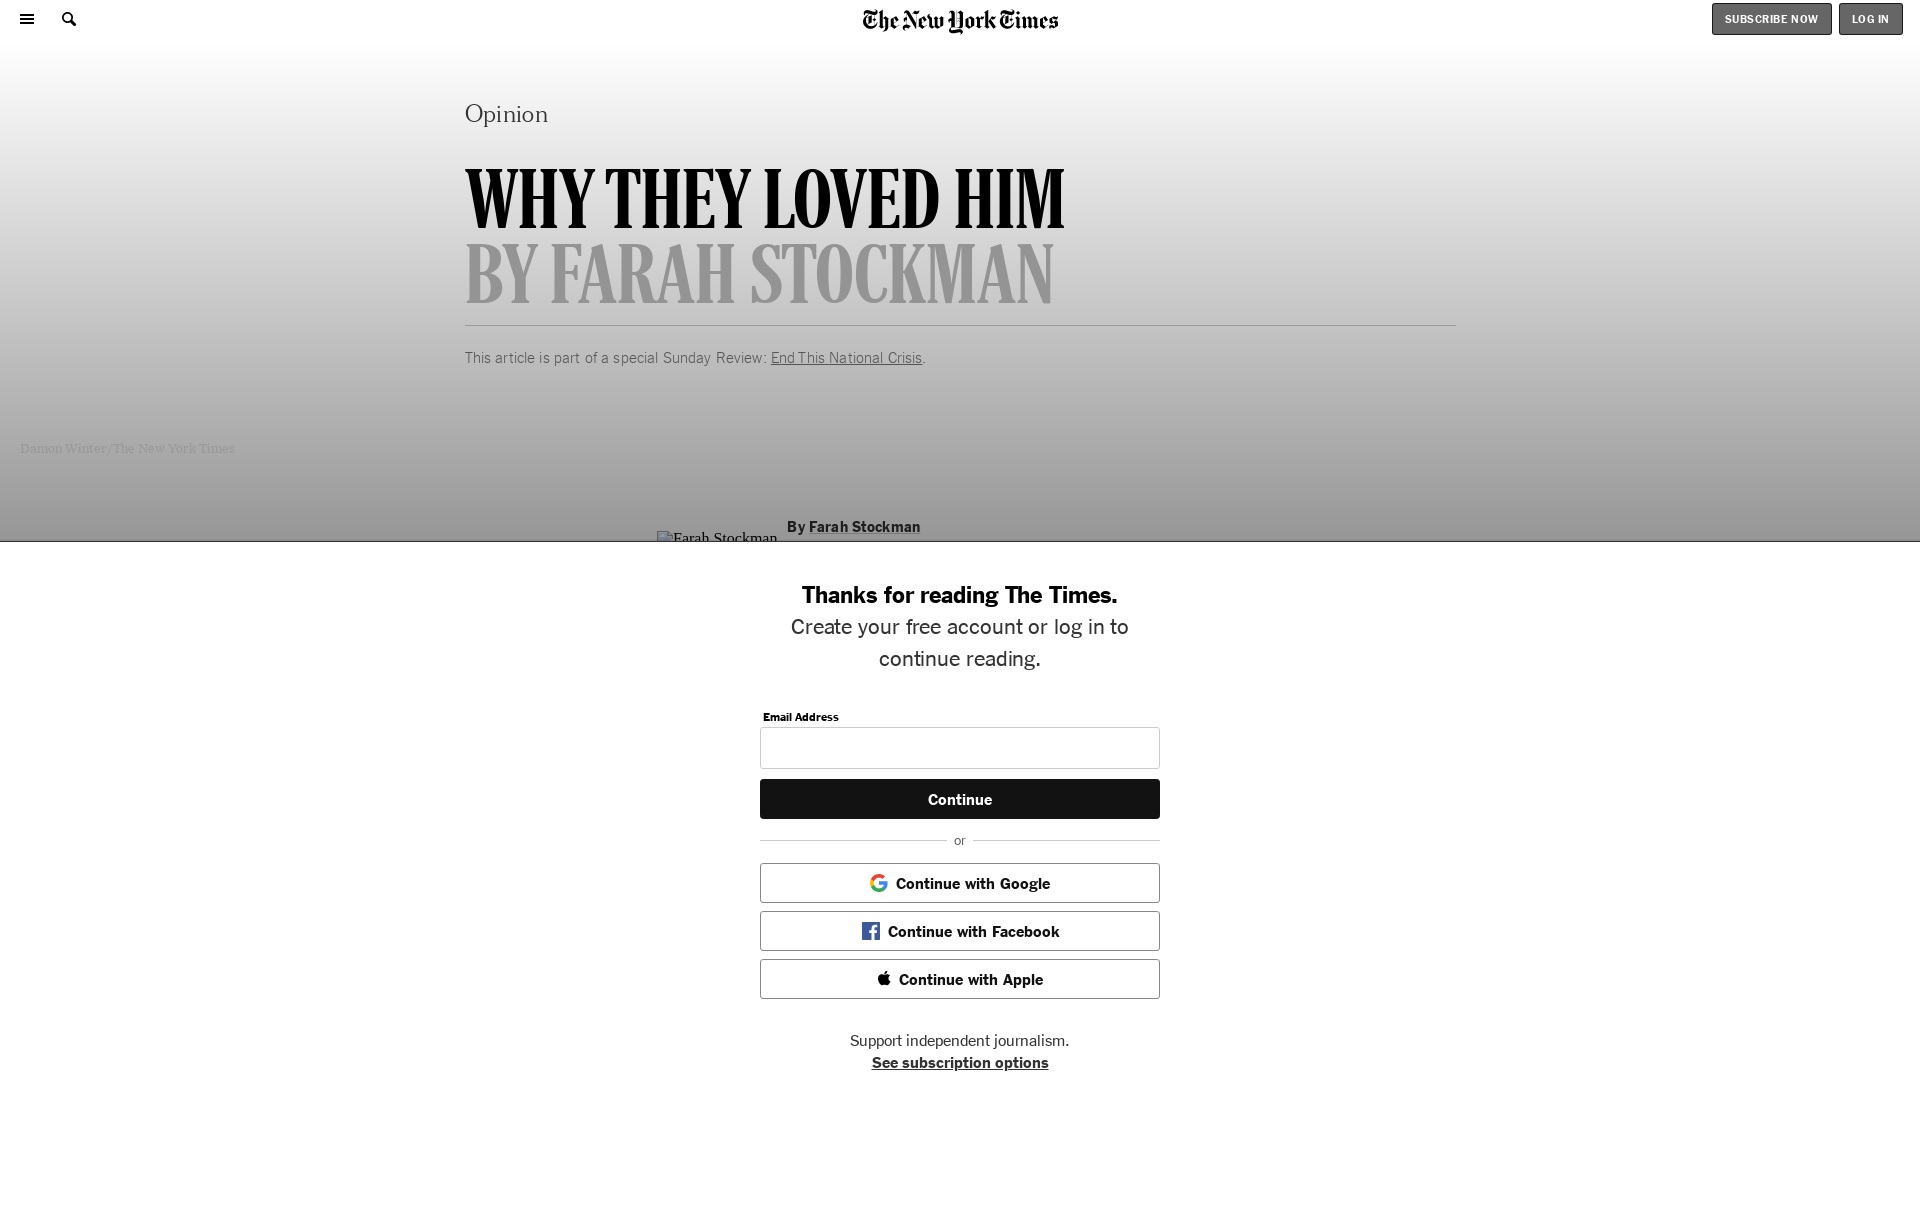 The New York Times
SUBSCRIBE NOW
LOG IN
Opinion
WHY THEY LOVED HIM
BY FARAH STOCKMAN
This article is part of a special Sunday Review: End This National Crisis.
Damon Winter/The New York Times
By Farah Stockman
Farah Stockman
Thanks for reading The Times.
Create your free account or log in to
continue reading.
Email Address
Continue
or
Continue with Google
Continue with Facebook
Continue with Apple
Support independent journalism.
See subscription options